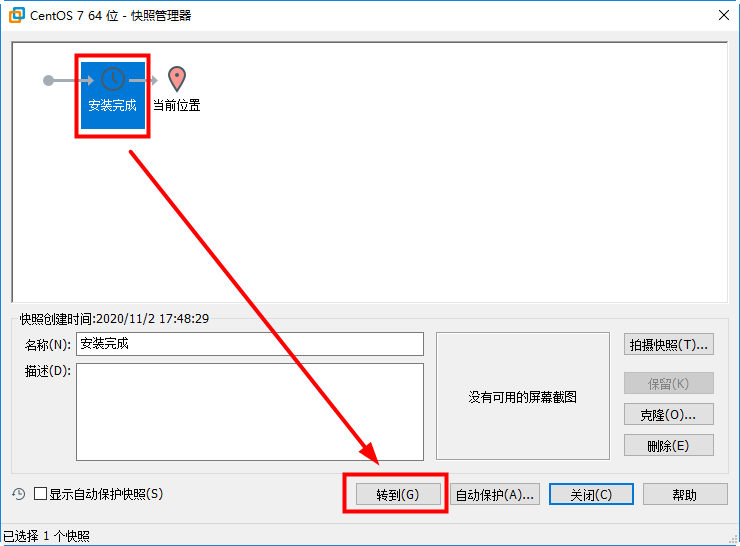 CentOS 7 64 位 - 快照管理器
安装完成
当前位置
快照创建时间:2020/11/2 17:48:29
名称(N):
安装完成
拍摄快照(T)...
描述(D):
没有可用的屏幕截图
保留(K)
克隆(O)...
删除(E)
显示自动保护快照(S)
转到(G)
自动保护(A)...
关闭(C)
帮助
已选择 1 个快照